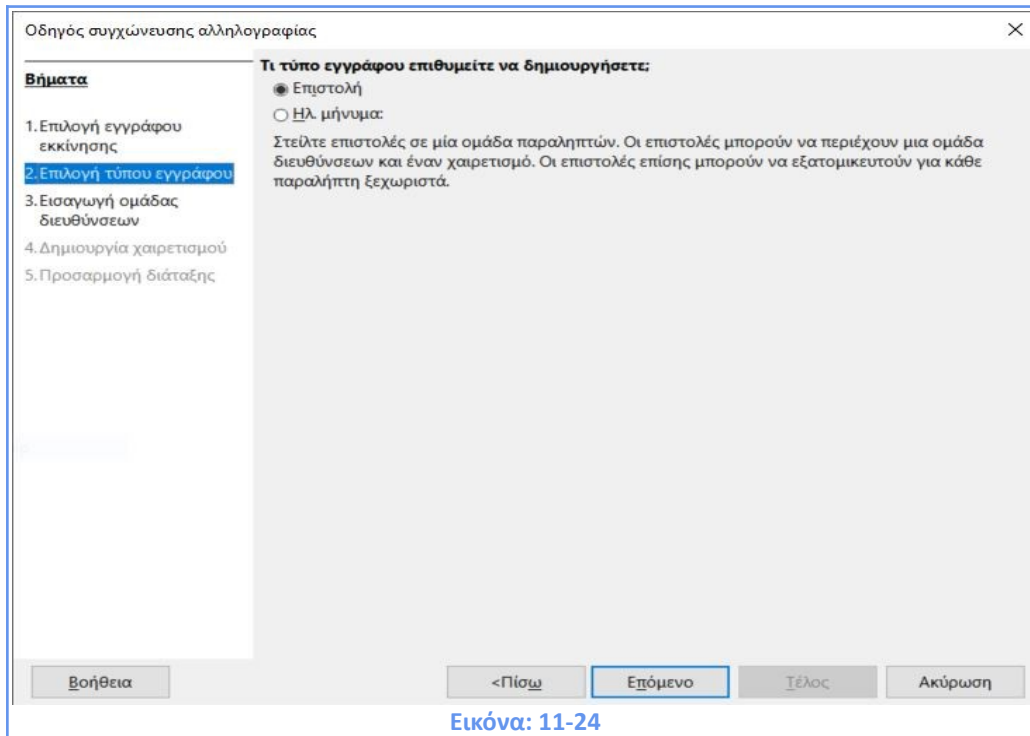 Οδηγός συγχώνευσης αλληλογραφίας
Βήματα
1.Επιλογή εγγράφου
εκκίνησης
2.Επιλογή τύπου εγγράφου
3.Εισαγωγή ομάδας
διευθύνσεων
4.Δημιουργία χαιρετισμού
5.Προσαρμογή διάταξης
Τι τύπο εγγράφου επιθυμείτε να δημιουργήσετε;
Επιστολή
Ηλ. μήνυμα:
Στείλτε επιστολές σε μία ομάδα παραληπτών. Οι επιστολές μπορούν να περιέχουν μια ομάδα
διευθύνσεων και έναν χαιρετισμό. Οι επιστολές επίσης μπορούν να εξατομικευτούν για κάθε
παραλήπτη ξεχωριστά.
Βοήθεια
<Πίσω
Επόμενο
Τέλος
Ακύρωση
Εικόνα: 11-24